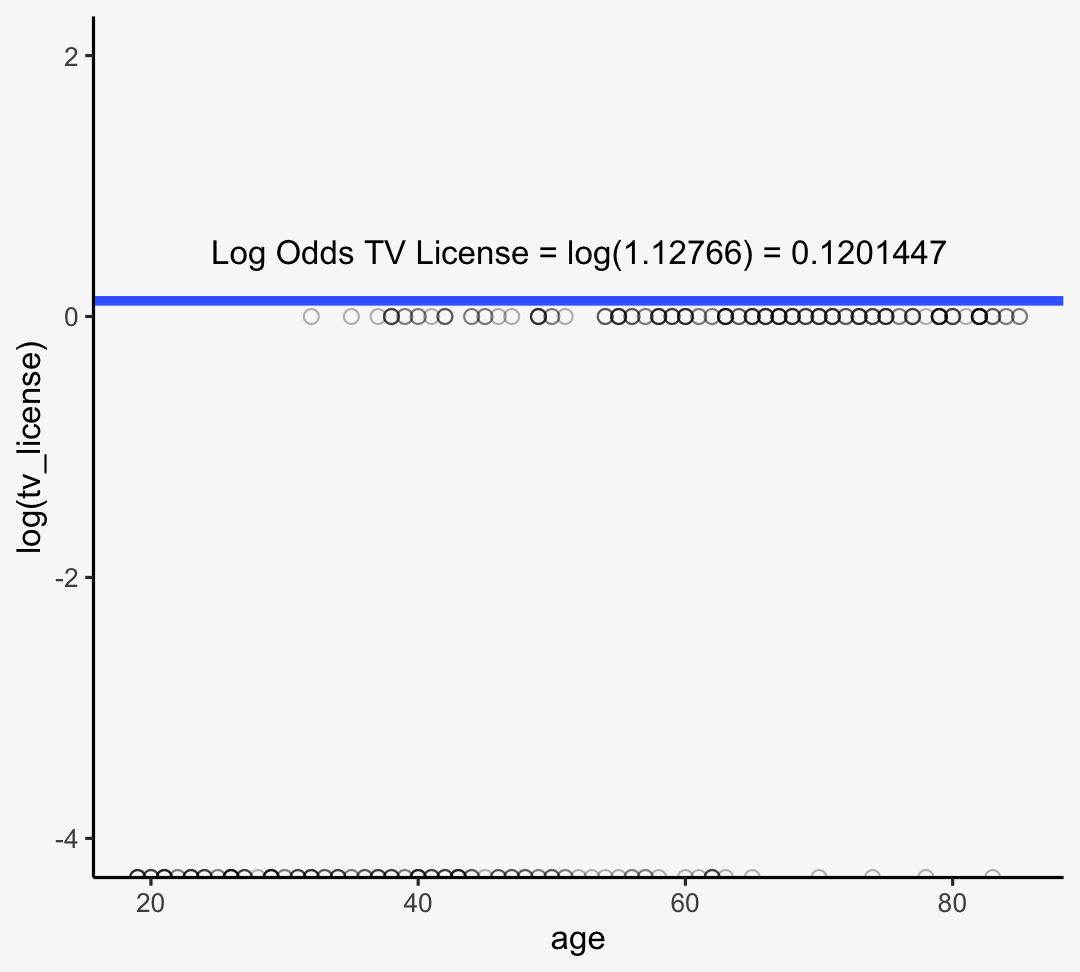 2
Log Odds TV License = log(1.12766) = 0.1201447
0
log(tv_license)
-2
-4
20 40 60 80
age